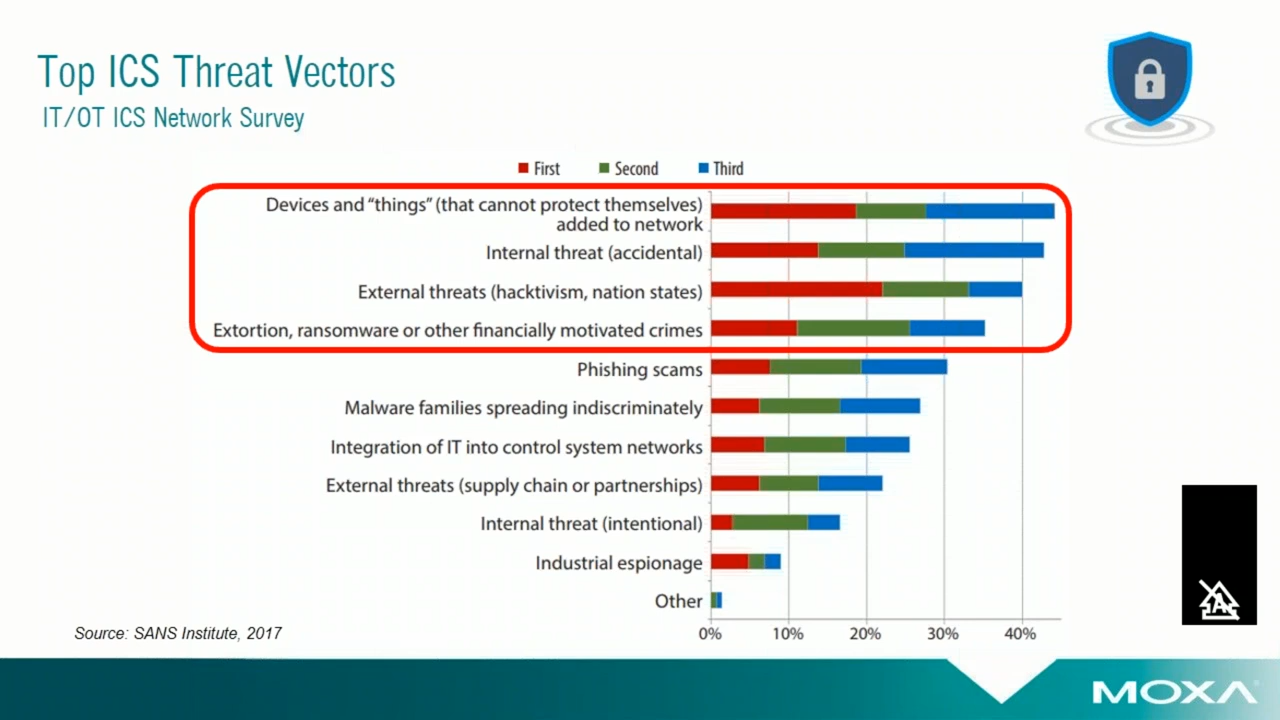 Top ICS Threat Vectors
IT/OT ICS Network Survey
First Second Third
Devices and “things” (that cannot protect themselves)
added to network
Internal threat (accidental)
External threats (hacktivism, nation states)
Extortion, ransomware or other financially motivated crimes
Phishing scams
Malware families spreading indiscriminately
Integration of IT into control system networks
External threats (supply chain or partnerships)
Internal threat (intentional)
Industrial espionage
Other
0% 10% 20% 30% 40%
Source: SANS Institute, 2017
MOXA